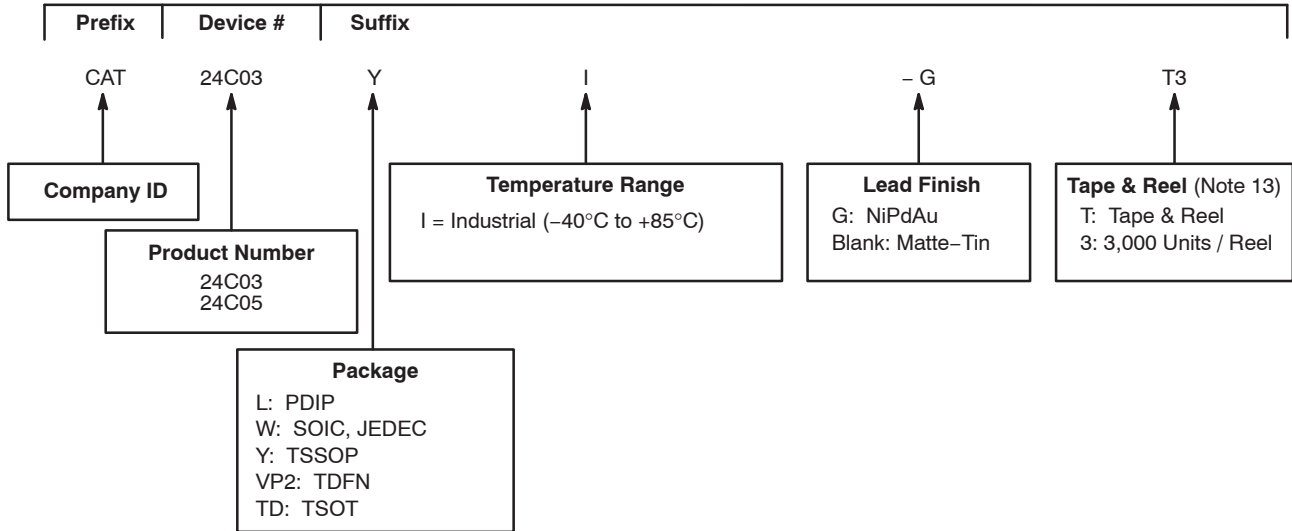 Prefix Device # Suffix
CAT 24C03 Y I – G T3
Company ID
Product Number
24C03
24C05
Package
L: PDIP
W: SOIC, JEDEC
Y: TSSOP
VP2: TDFN
TD: TSOT
Temperature Range
I = Industrial (−40°C to +85°C)
Lead Finish
G: NiPdAu
Blank: Matte−Tin
Tape & Reel (Note 13)
T: Tape & Reel
3: 3,000 Units / Reel